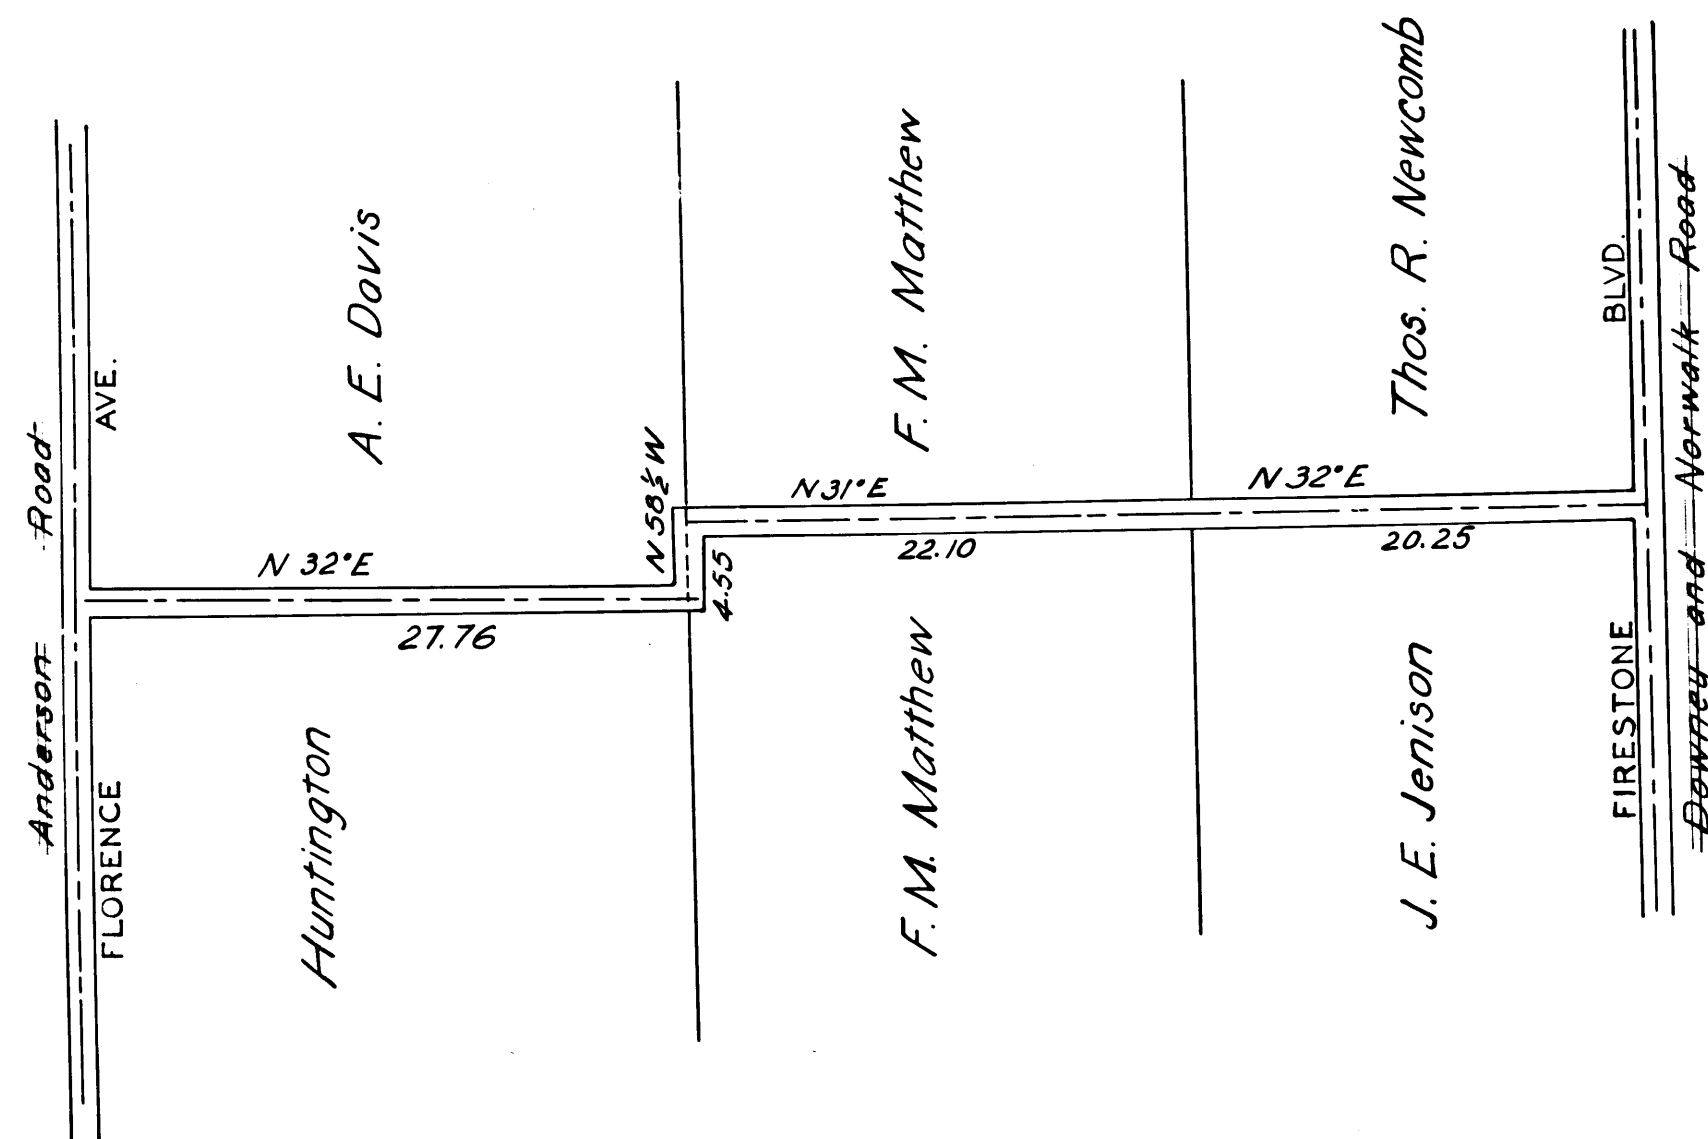 Anderson Road
FLORENCE AVE.
A. E. Davis
Huntington
N 32°E
27.76
N 58½ W
4.55
F. M. Matthew
F. M. Matthew
N 31°E
22.10
Thos. R. Newcomb
J. E. Jenison
N 32°E
20.25
FIRESTONE BLVD.
Downey and Norwalk Road